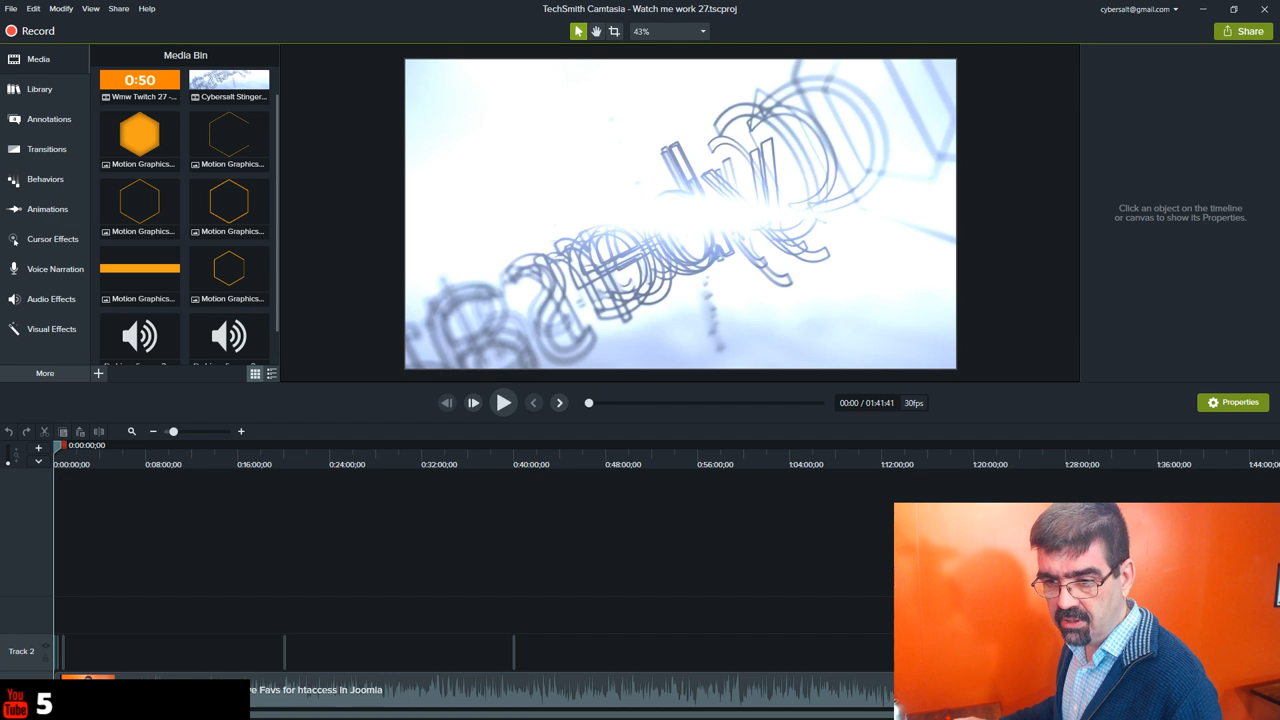 File Edit Modify View Share Help
TechSmith Camtasia - Watch me work 27.tscproj
cybersalt@gmail.com
Record
43%
Share
Media
Media Bin
0:50
Wmw Twitch 27 -...
Cybersalt Stinger...
Library
Annotations
Motion Graphics...
Motion Graphics...
Transitions
Behaviors
Animations
Motion Graphics...
Motion Graphics...
Cursor Effects
Voice Narration
Audio Effects
Motion Graphics...
Motion Graphics...
Visual Effects
More
Click an object on the timeline
or canvas to show its Properties.
00:00 / 01:41:41
30fps
Properties
0:00:00;00
0:00:00;00 0:08:00;00 0:16:00;00 0:24:00;00 0:32:00;00 0:40:00;00 0:48:00;00 0:56:00;00 1:04:00;00 1:12:00;00 1:20:00;00 1:28:00;00 1:36:00;00 1:44:00;00
Track 2
e Favs for htaccess in Joomla
You
Tube
5